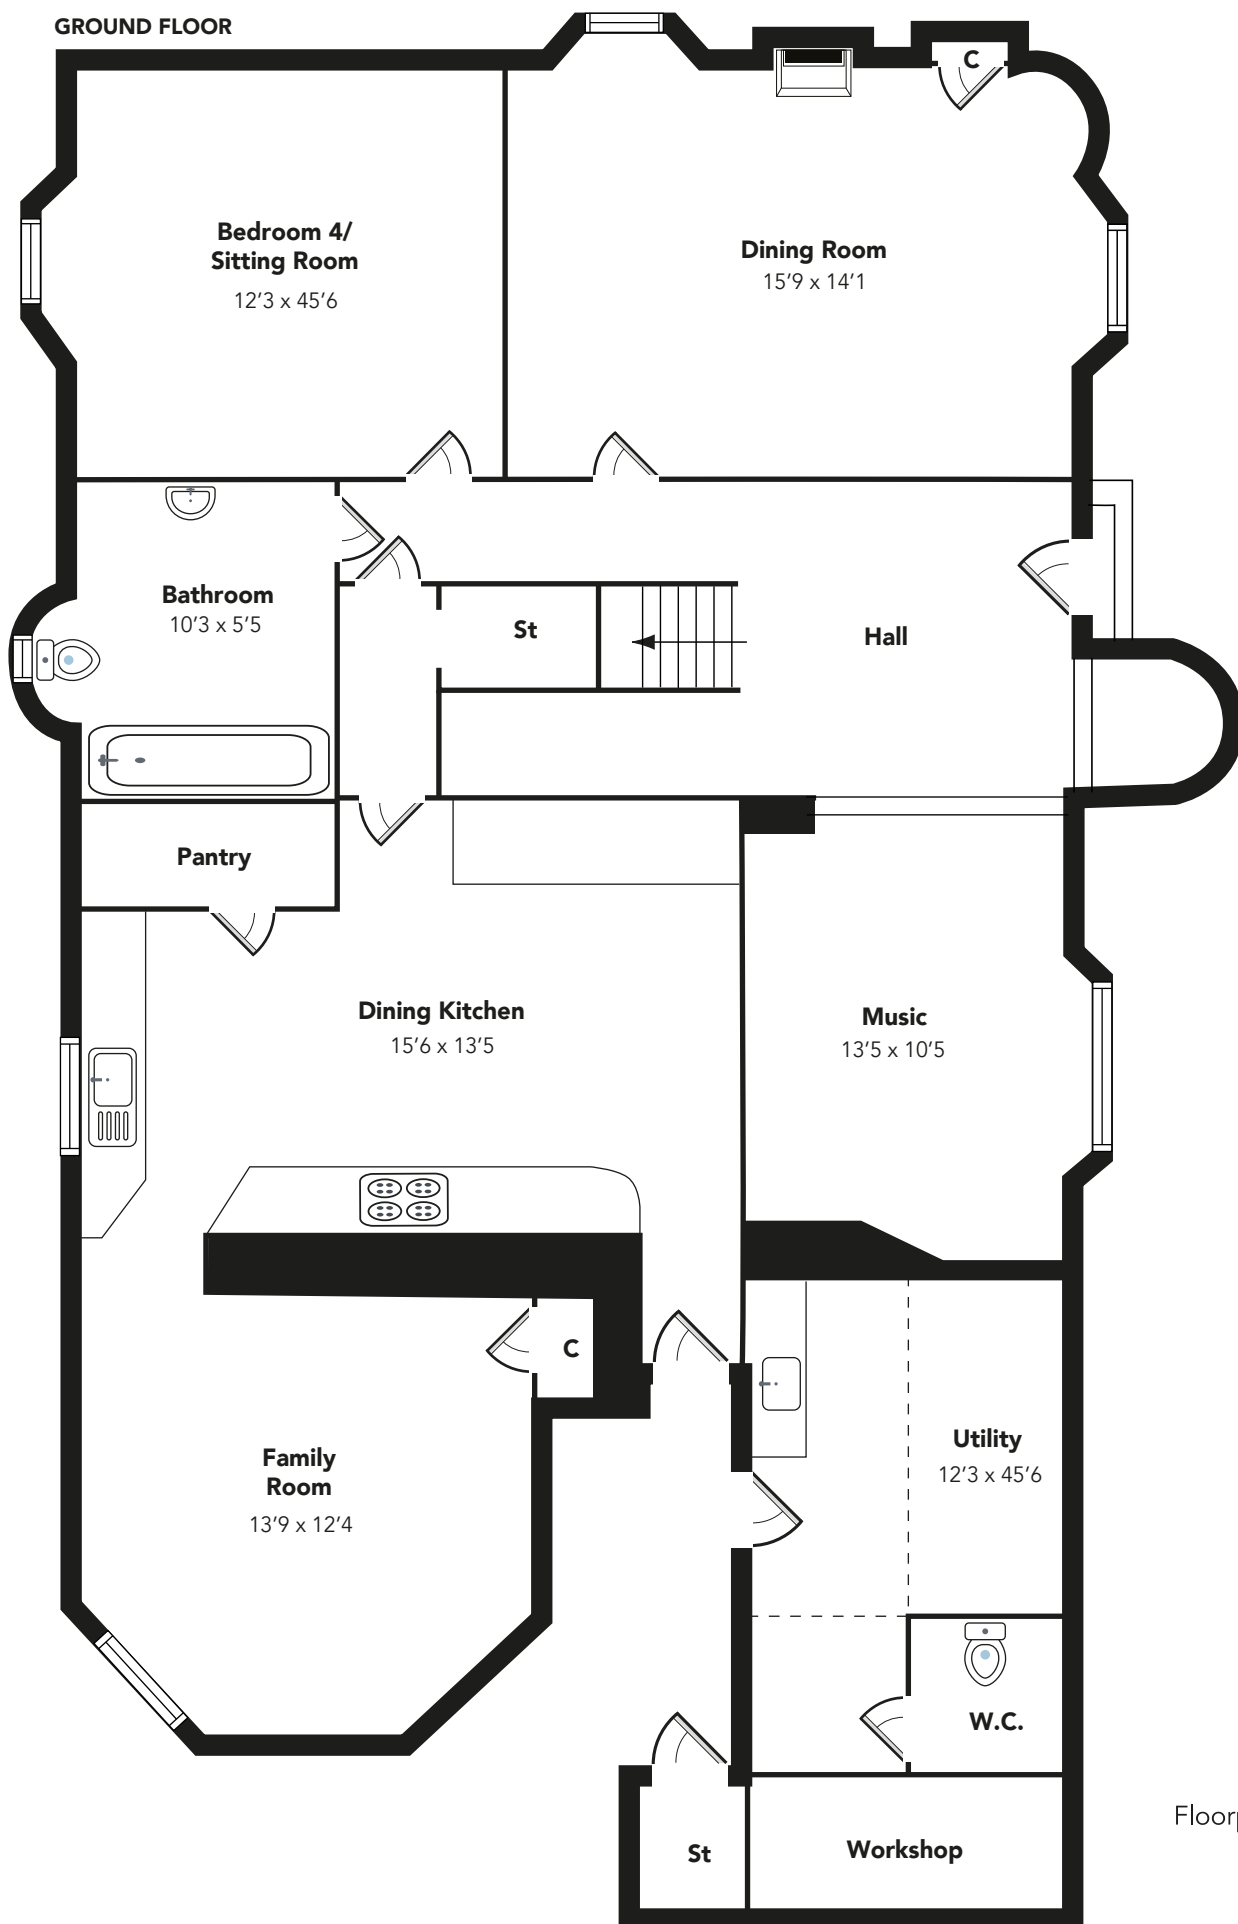 GROUND FLOOR
C
Bedroom 4/
Sitting Room
12’3 x 45’6
Dining Room
15’9 x 14’1
Bathroom
10’3 x 5’5
St
Hall
Pantry
Dining Kitchen
15’6 x 13’5
Music
13’5 x 10’5
C
Family
Room
13’9 x 12’4
Utility
12’3 x 45’6
W.C.
St
Workshop